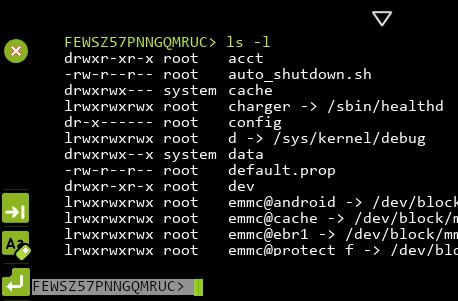 FEWSZ57PNNGQMRUC> ls -l
drwxr-xr-x root   acct
-rw-r--r-- root   auto_shutdown.sh
drwxrwx--- system cache
lrwxrwxrwx root   charger -> /sbin/healthd
dr-x------ root   config
lrwxrwxrwx root   d -> /sys/kernel/debug
drwxrwx--x system data
-rw-r--r-- root   default.prop
drwxr-xr-x root   dev
lrwxrwxrwx root   emmc@android -> /dev/block
lrwxrwxrwx root   emmc@cache -> /dev/block/m
lrwxrwxrwx root   emmc@ebr1 -> /dev/block/mm
lrwxrwxrwx root   emmc@protect_f -> /dev/blo
Aa
FEWSZ57PNNGQMRUC>